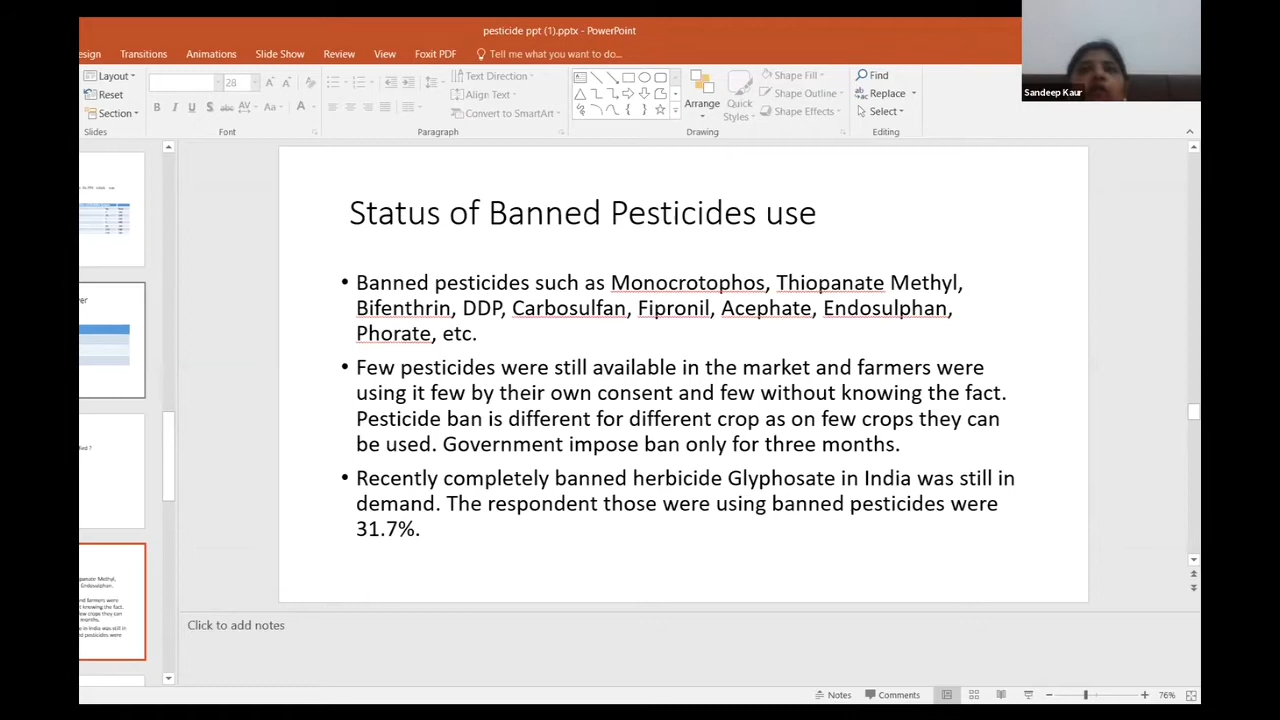 pesticide ppt (1).pptx - PowerPoint
esign Transitions Animations Slide Show Review View Foxit PDF Tell me what you want to do...
Layout
Reset
Section
Slides
28
B I U S abc AV Aa A
Font
Text Direction
Align Text
Convert to SmartArt
Paragraph
Arrange
Quick
Styles
Shape Fill
Shape Outline
Shape Effects
Drawing
Find
Replace
Select
Editing
Sandeep Kaur
Status of Banned Pesticides use
• Banned pesticides such as Monocrotophos, Thiopanate Methyl,
Bifenthrin, DDP, Carbosulfan, Fipronil, Acephate, Endosulphan,
Phorate, etc.
• Few pesticides were still available in the market and farmers were
using it few by their own consent and few without knowing the fact.
Pesticide ban is different for different crop as on few crops they can
be used. Government impose ban only for three months.
• Recently completely banned herbicide Glyphosate in India was still in
demand. The respondent those were using banned pesticides were
31.7%.
Click to add notes
Notes Comments 76%